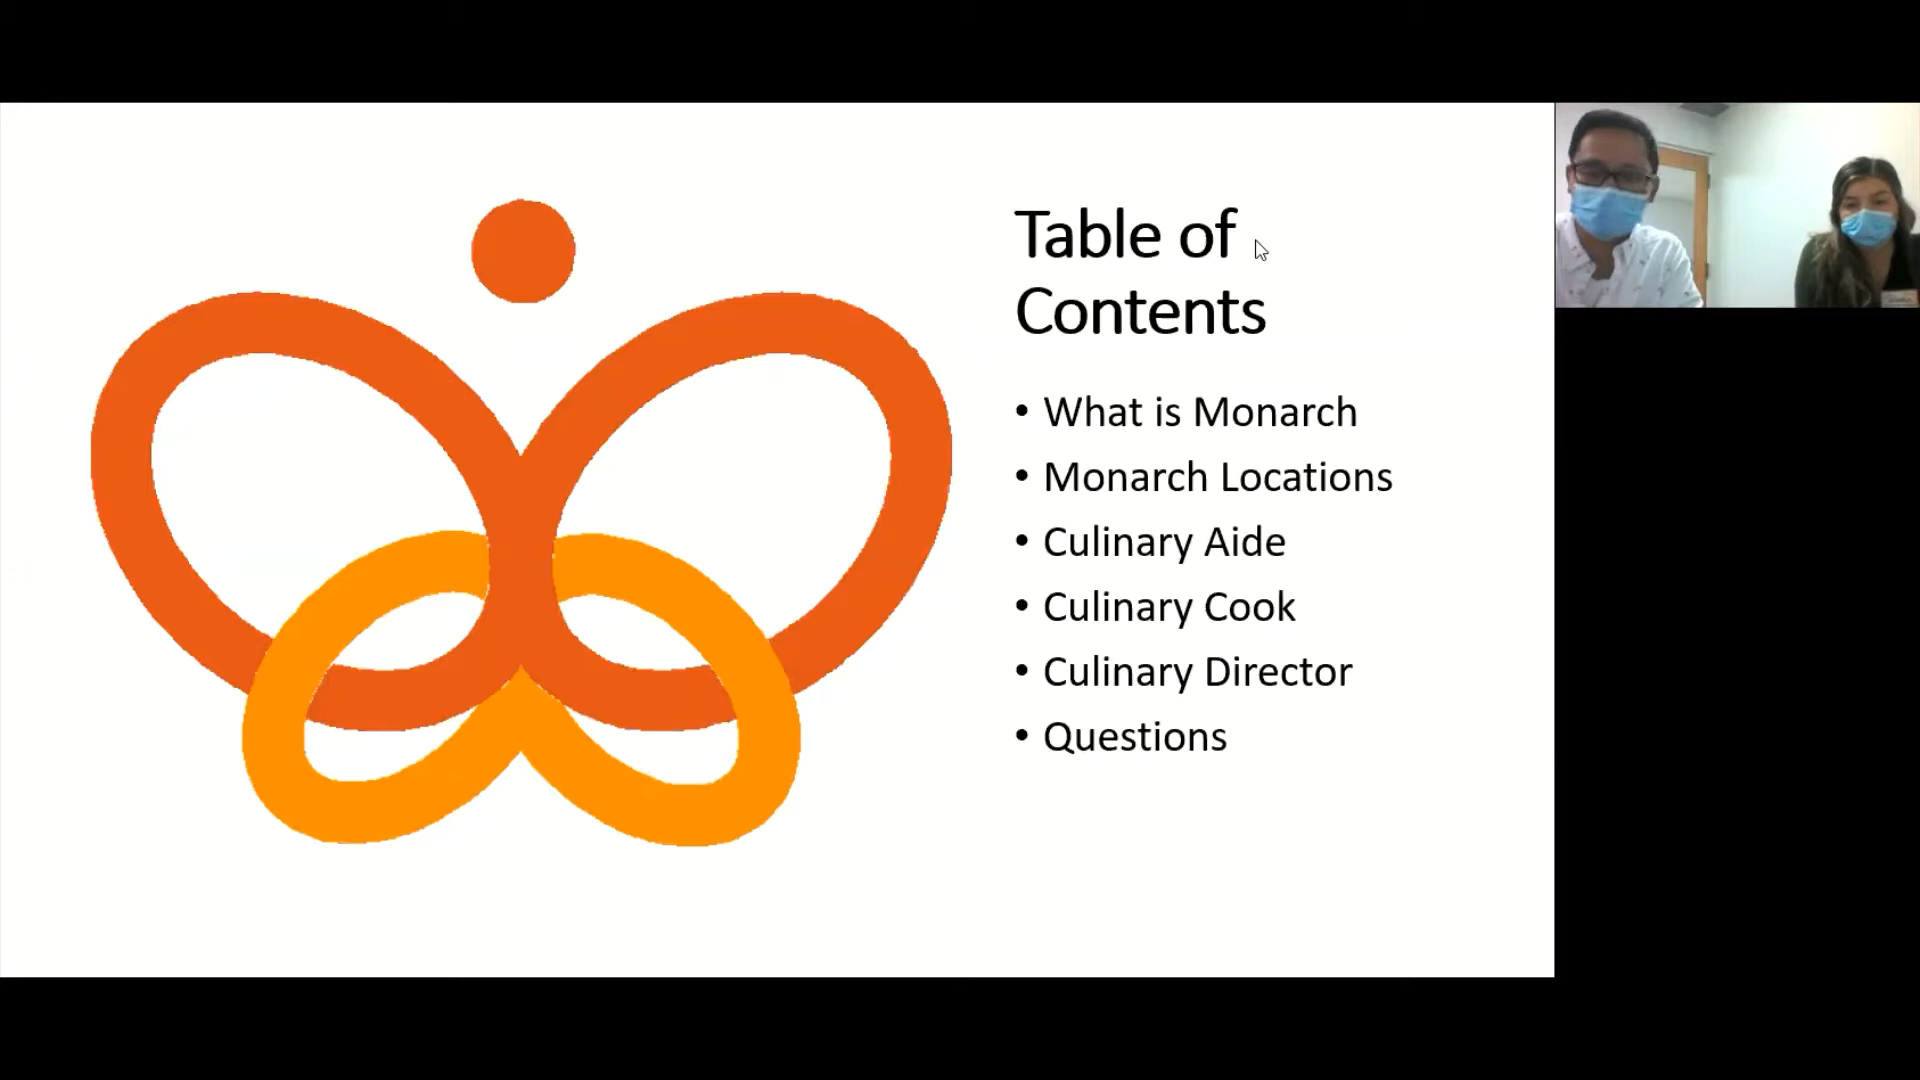 Table of
Contents
• What is Monarch
• Monarch Locations
• Culinary Aide
• Culinary Cook
• Culinary Director
• Questions